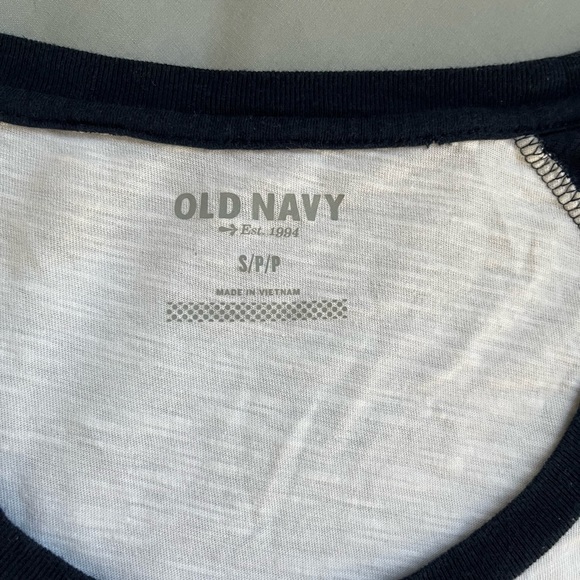 OLD NAVY
Est. 1994
S/P/P
MADE IN VIETNAM